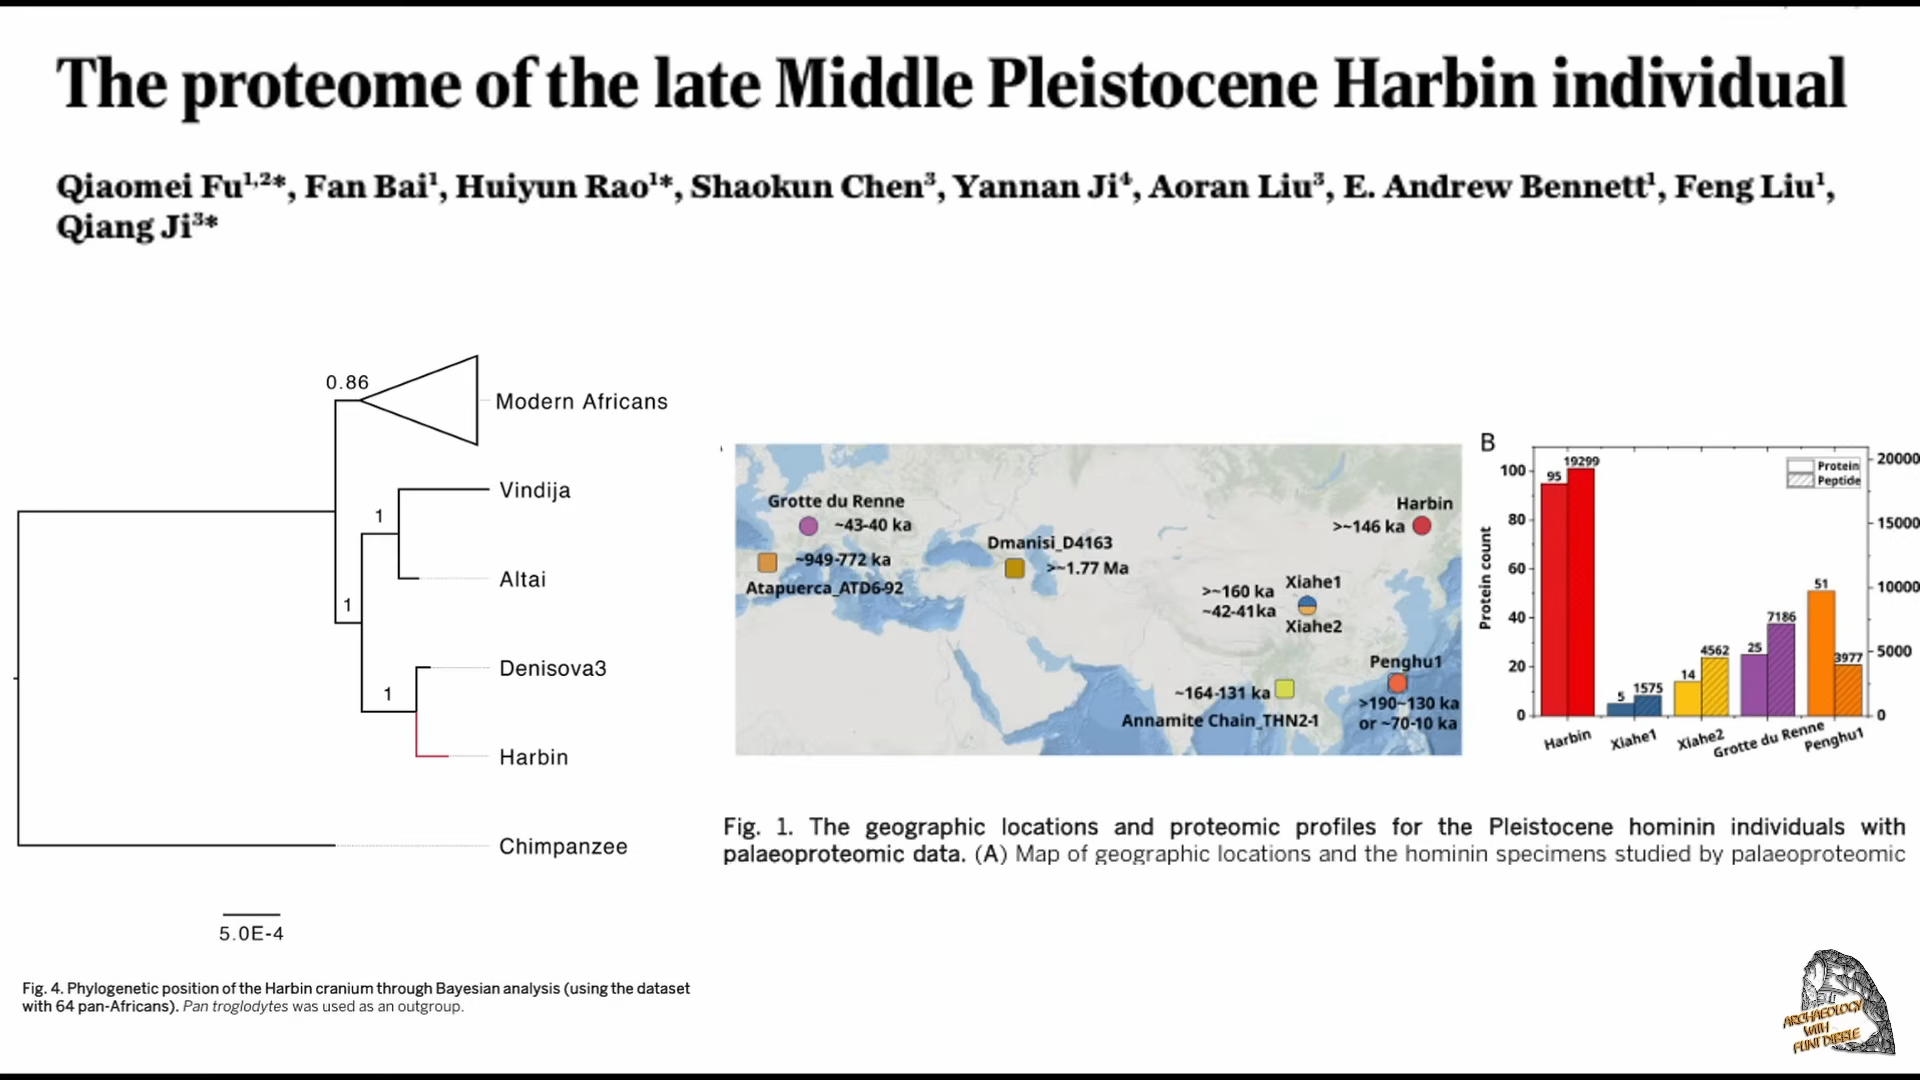 The proteome of the late Middle Pleistocene Harbin individual
Qiaomei Fu1,2*, Fan Bai1, Huiyun Rao1*, Shaokun Chen3, Yannan Ji4, Aoran Liu3, E. Andrew Bennett1, Feng Liu1,
Qiang Ji3*
0.86
Modern Africans
1
Vindija
Altai
1
Denisova3
1
Harbin
Chimpanzee
5.0E-4
Fig. 4. Phylogenetic position of the Harbin cranium through Bayesian analysis (using the dataset
with 64 pan-Africans). Pan troglodytes was used as an outgroup.
Grotte du Renne
~43-40 ka
~949-772 ka
Atapuerca_ATD6-92
Dmanisi_D4163
>~1.77 Ma
Harbin
>~146 ka
Xiahe1
>~160 ka
~42-41ka
Xiahe2
Penghu1
~164-131 ka
>190~130 ka
Annamite Chain_THN2-1
or ~70-10 ka
B
Protein
Peptide
Protein count
100
80
60
40
20
0
20000
15000
10000
5000
0
95
19299
5
1575
14
4562
25
7186
51
3977
Harbin
Xiahe1
Xiahe2
Grotte du Renne
Penghu1
Fig. 1. The geographic locations and proteomic profiles for the Pleistocene hominin individuals with
palaeoproteomic data. (A) Map of geographic locations and the hominin specimens studied by palaeoproteomic
ARCHAEOLOGY
WITH
FLINT DIBBLE